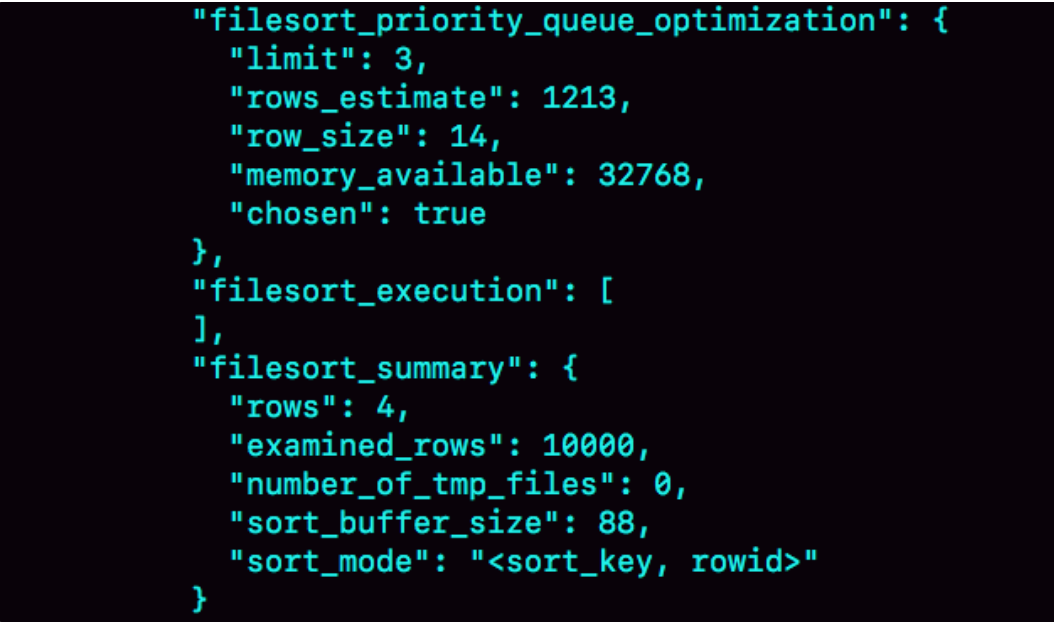 "filesort_priority_queue_optimization": {
"limit": 3,
"rows_estimate": 1213,
"row_size": 14,
"memory_available": 32768,
"chosen": true
},
"filesort_execution": [
],
"filesort_summary": {
"rows": 4,
"examined_rows": 10000,
"number_of_tmp_files": 0,
"sort_buffer_size": 88,
"sort_mode": "<sort_key, rowid>"
}